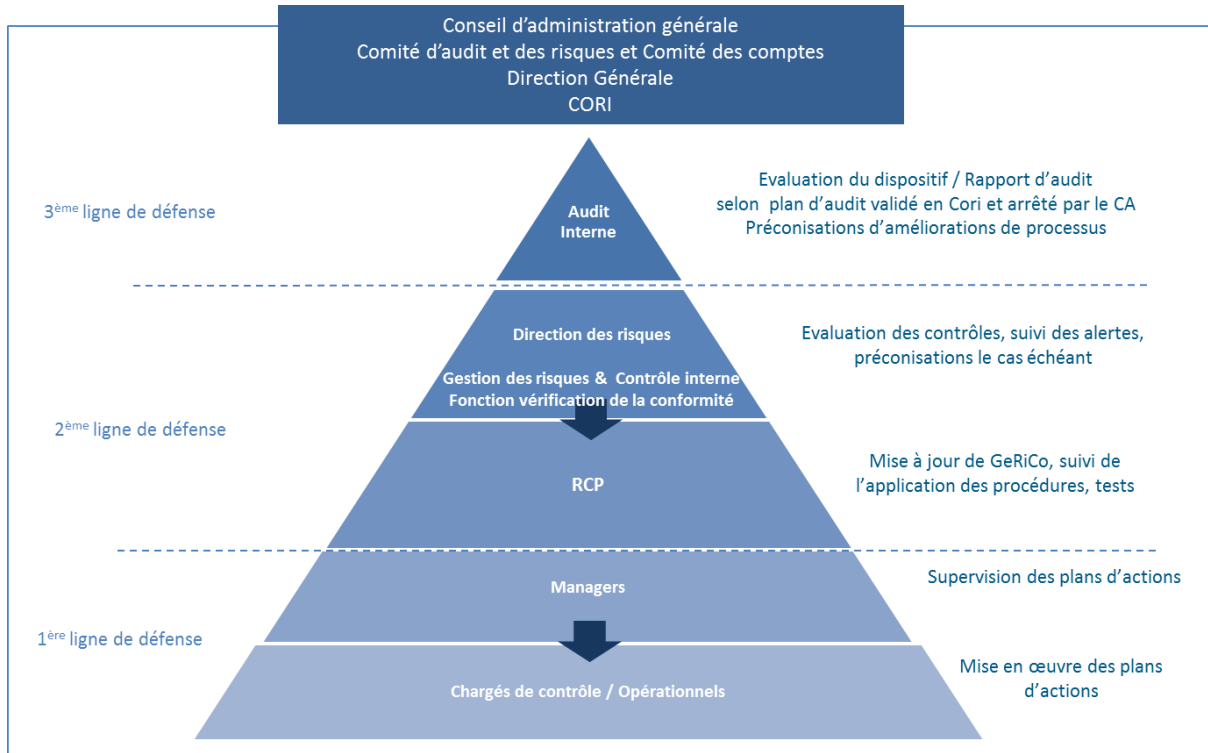 Conseil d’administration générale
Comité d’audit et des risques et Comité des comptes
Direction Générale
CORI
3ème ligne de défense
Audit
Interne
Evaluation du dispositif / Rapport d’audit
selon plan d’audit validé en Cori et arrêté par le CA
Préconisations d’améliorations de processus
2ème ligne de défense
Direction des risques
Gestion des risques & Contrôle interne
Fonction vérification de la conformité
Evaluation des contrôles, suivi des alertes,
préconisations le cas échéant
RCP
Mise à jour de GeRiCo, suivi de
l’application des procédures, tests
1ère ligne de défense
Managers
Supervision des plans d’actions
Chargés de contrôle / Opérationnels
Mise en œuvre des plans
d’actions